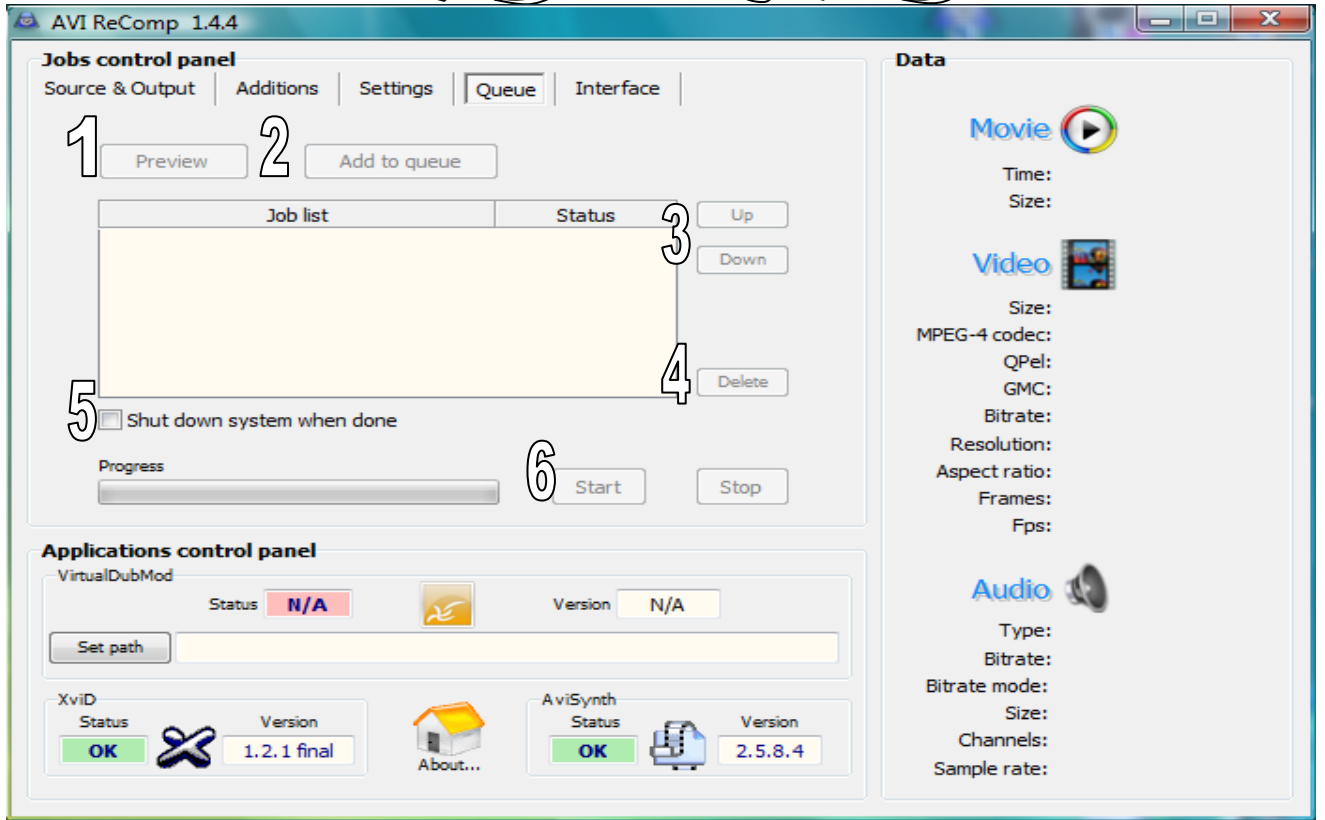 AVI ReComp 1.4.4
Jobs control panel
Source & Output Additions Settings Queue Interface
1 Preview 2 Add to queue
Job list Status
3 Up
Down
4 Delete
5 Shut down system when done
Progress
6 Start Stop
Applications control panel
VirtualDubMod
Status N/A Version N/A
Set path
XviD
Status Version
OK 1.2.1 final
About...
AviSynth
Status Version
OK 2.5.8.4
Data
Movie
Time:
Size:
Video
Size:
MPEG-4 codec:
QPel:
GMC:
Bitrate:
Resolution:
Aspect ratio:
Frames:
Fps:
Audio
Type:
Bitrate:
Bitrate mode:
Size:
Channels:
Sample rate: